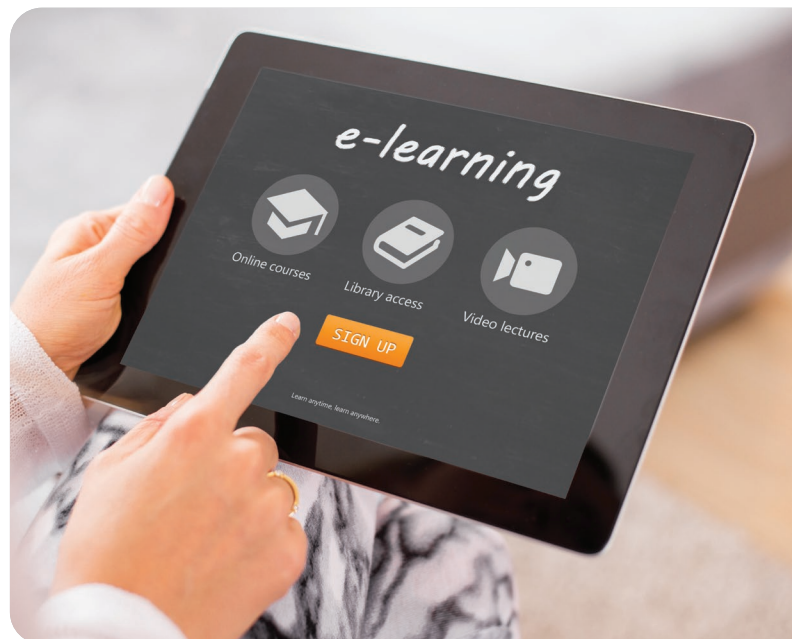 e-learning
Online courses
Library access
Video lectures
SIGN UP
Learn anytime, learn anywhere.